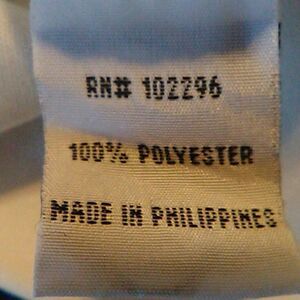 RN# 102296
100% POLYESTER
MADE IN PHILIPPINES